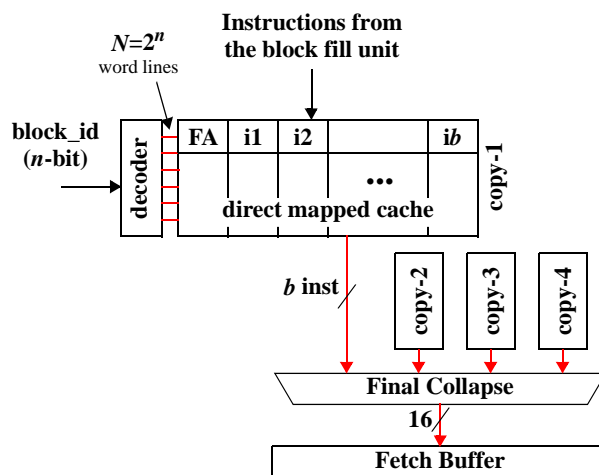 Instructions from
the block fill unit
N=2ⁿ
word lines
block_id
(n-bit)
decoder
FA i1 i2 ib
...
direct mapped cache
copy-1
b inst
copy-2 copy-3 copy-4
Final Collapse
16
Fetch Buffer